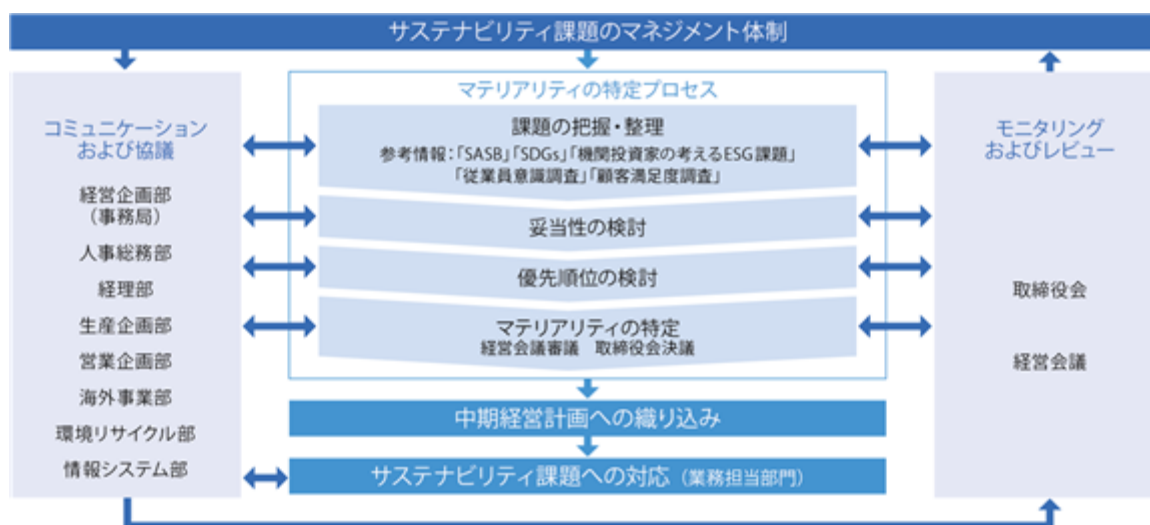 サステナビリティ課題のマネジメント体制
コミュニケーション
および協議
経営企画部
（事務局）
人事総務部
経理部
生産企画部
営業企画部
海外事業部
環境リサイクル部
情報システム部
マテリアリティの特定プロセス
課題の把握・整理
参考情報：「SASB」「SDGs」「機関投資家の考えるESG課題」
「従業員意識調査」「顧客満足度調査」
妥当性の検討
優先順位の検討
マテリアリティの特定
経営会議審議　取締役会決議
中期経営計画への織り込み
サステナビリティ課題への対応（業務担当部門）
モニタリング
およびレビュー
取締役会
経営会議